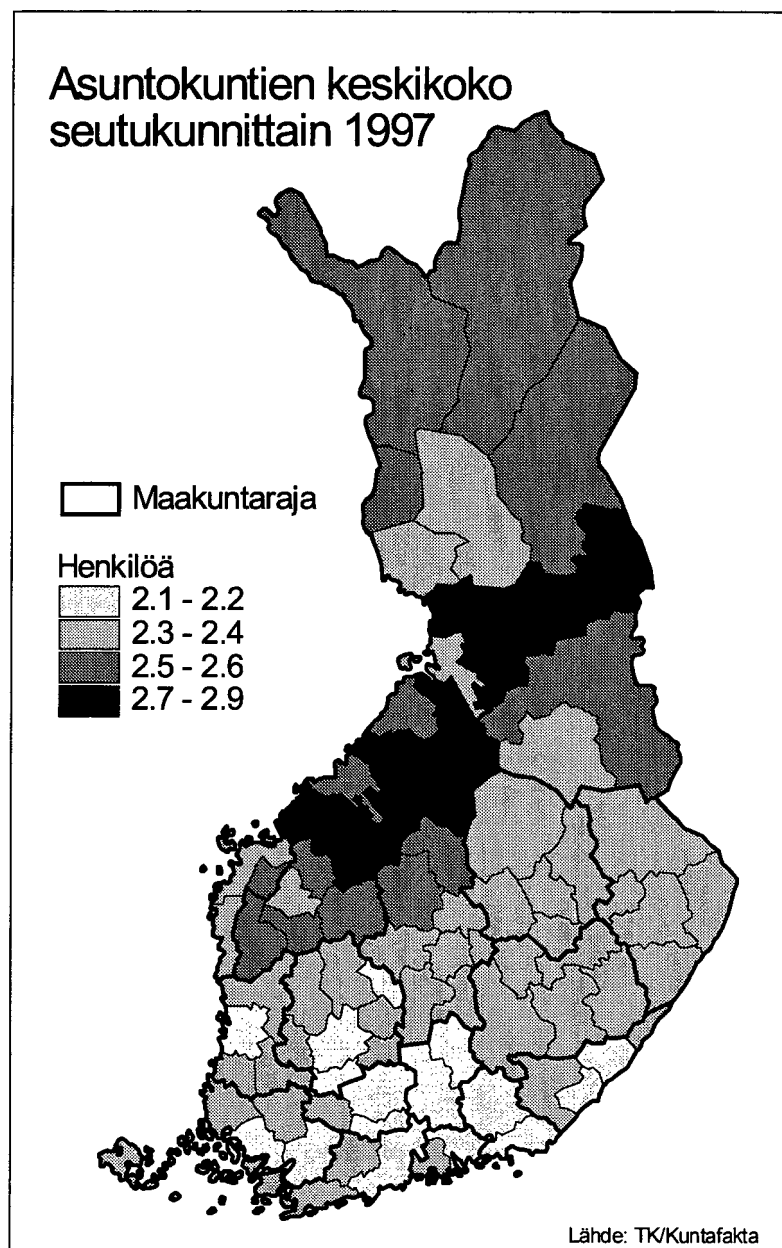 Asuntokuntien keskikoko
seutukunnittain 1997
Maakuntaraja
Henkilöä
2.1 - 2.2
2.3 - 2.4
2.5 - 2.6
2.7 - 2.9
Lähde: TK/Kuntafakta